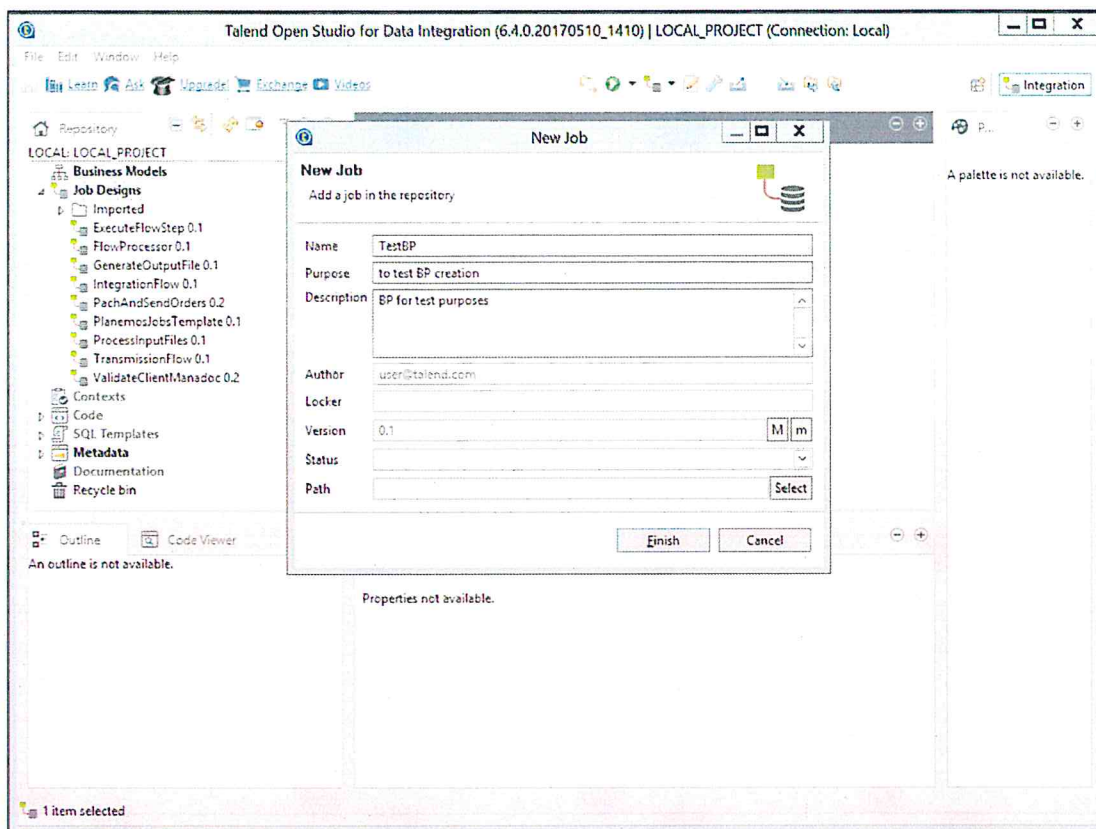 Talend Open Studio for Data Integration (6.4.0.20170510_1410) | LOCAL_PROJECT (Connection: Local)
File Edit Window Help
Learn Ask Upgrade! Exchange Videos
Integration
Repository
LOCAL: LOCAL_PROJECT
Business Models
Job Designs
Imported
ExecuteFlowStep 0.1
FlowProcessor 0.1
GenerateOutputFile 0.1
IntegrationFlow 0.1
PachAndSendOrders 0.2
PlanemosJobsTemplate 0.1
ProcessInputFiles 0.1
TransmissionFlow 0.1
ValidateClientManadoc 0.2
Contexts
Code
SQL Templates
Metadata
Documentation
Recycle bin
New Job
New Job
Add a job in the repository
Name TestBP
Purpose to test BP creation
Description BP for test purposes
Author user@talend.com
Locker
Version 0.1 M m
Status
Path Select
Finish Cancel
P...
A palette is not available.
Outline Code Viewer
An outline is not available.
Properties not available.
1 item selected